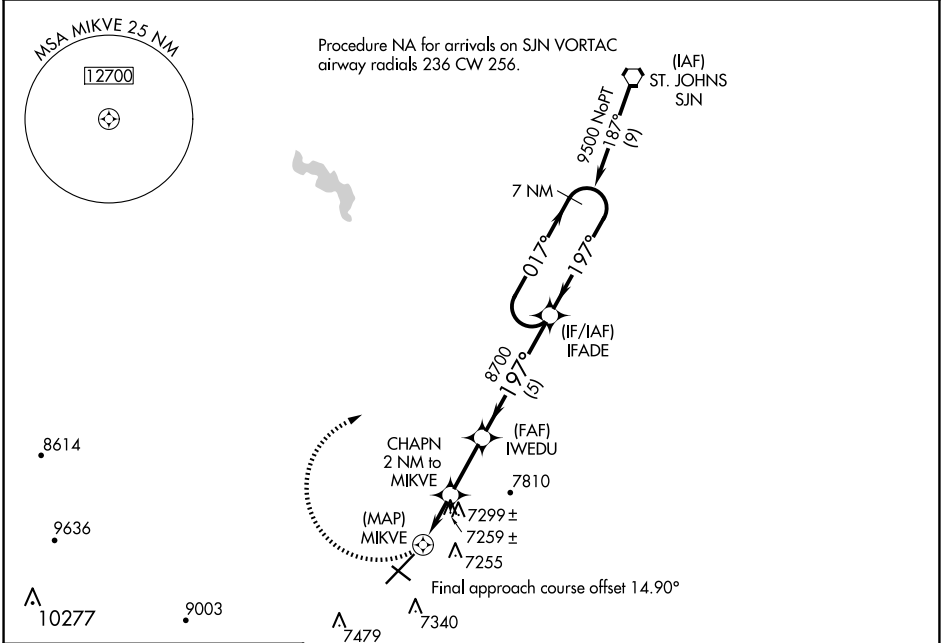 MSA MIKVE 25 NM
12700
Procedure NA for arrivals on SJN VORTAC
airway radials 236 CW 256.
(IAF)
ST. JOHNS
SJN
9500 NoPT
187°
(9)
7 NM
017°
197°
(IF/IAF)
IFADE
8700
197°
(5)
(FAF)
IWEDU
CHAPN
2 NM to
MIKVE
8614
7810
7299 ±
7259 ±
(MAP)
MIKVE
9636
7255
Final approach course offset 14.90°
10277
9003
7340
7479